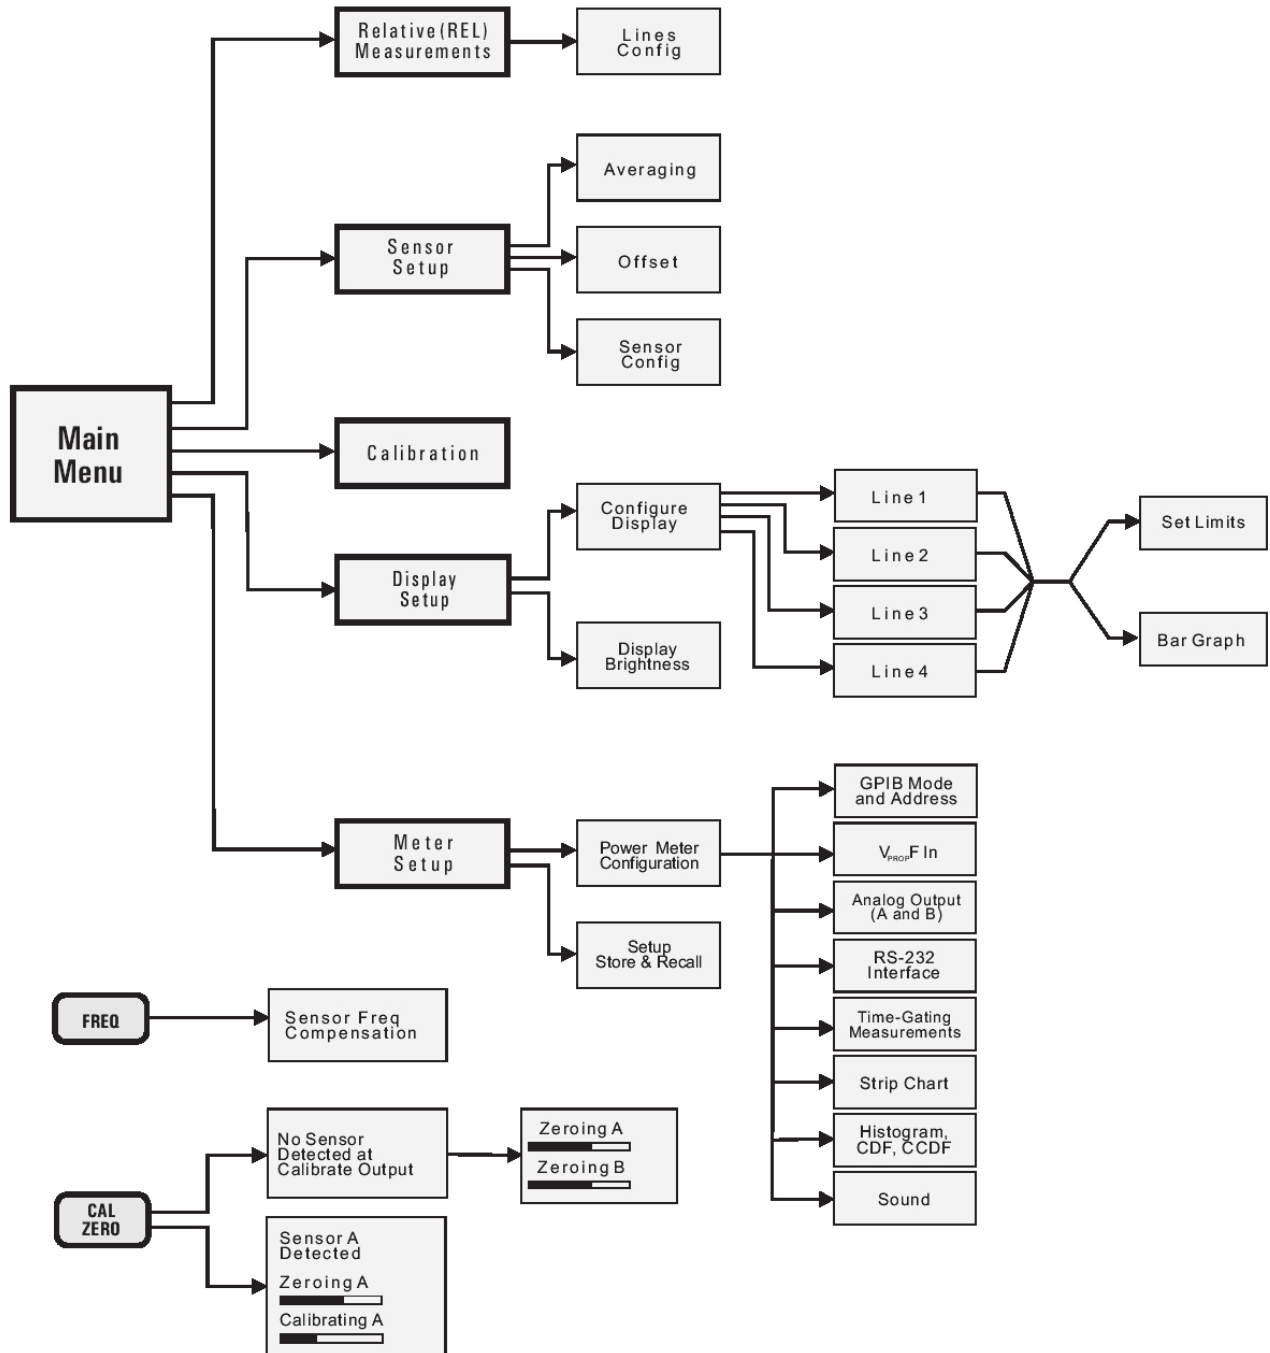 Relative (REL)
Measurements
Lines
Config
Averaging
Sensor
Setup
Offset
Sensor
Config
Main
Menu
Calibration
Configure
Display
Line 1
Line 2
Line 3
Line 4
Set Limits
Bar Graph
Display
Setup
Display
Brightness
Meter
Setup
Power Meter
Configuration
Setup
Store & Recall
GPIB Mode
and Address
VPROPF In
Analog Output
(A and B)
RS-232
Interface
Time-Gating
Measurements
Strip Chart
Histogram,
CDF, CCDF
Sound
FREQ
Sensor Freq
Compensation
CAL
ZERO
No Sensor
Detected at
Calibrate Output
Zeroing A
Zeroing B
Sensor A
Detected
Zeroing A
Calibrating A